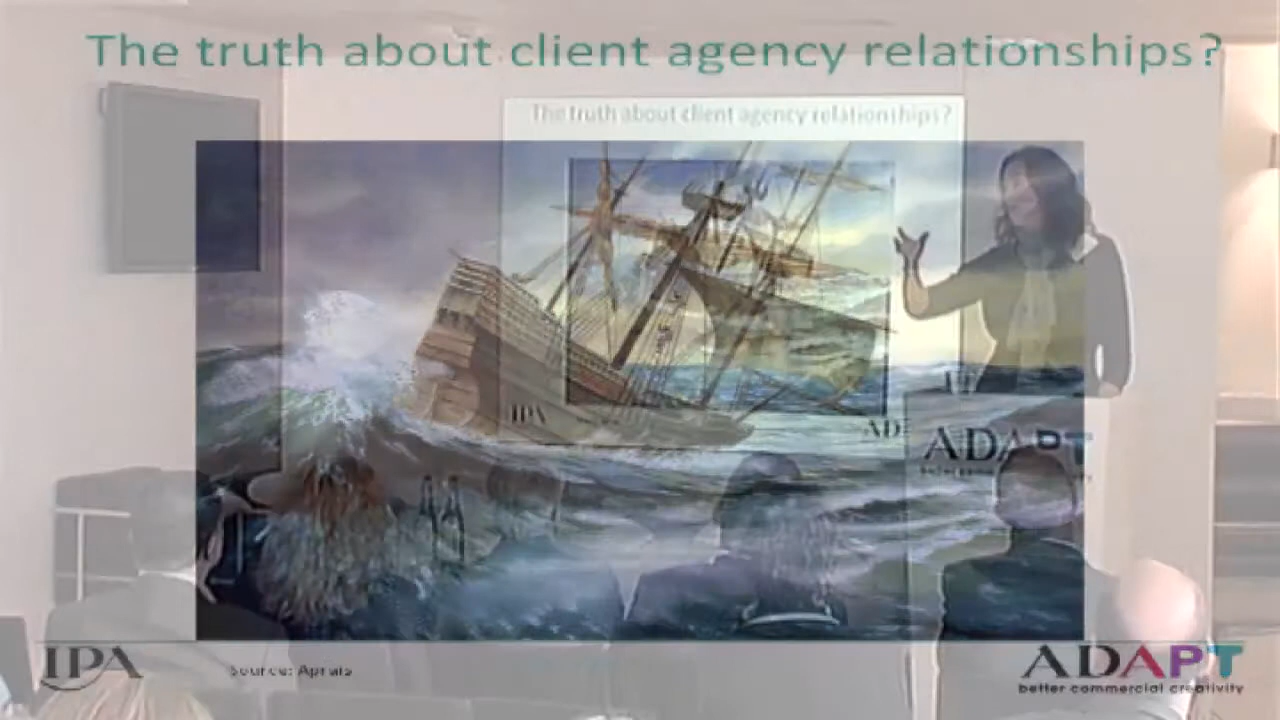 The truth about client agency relationships?
The truth about client agency relationships?
IPA
AD
ADAPT
IPA
Source: Aprais
ADAPT
better commercial creativity